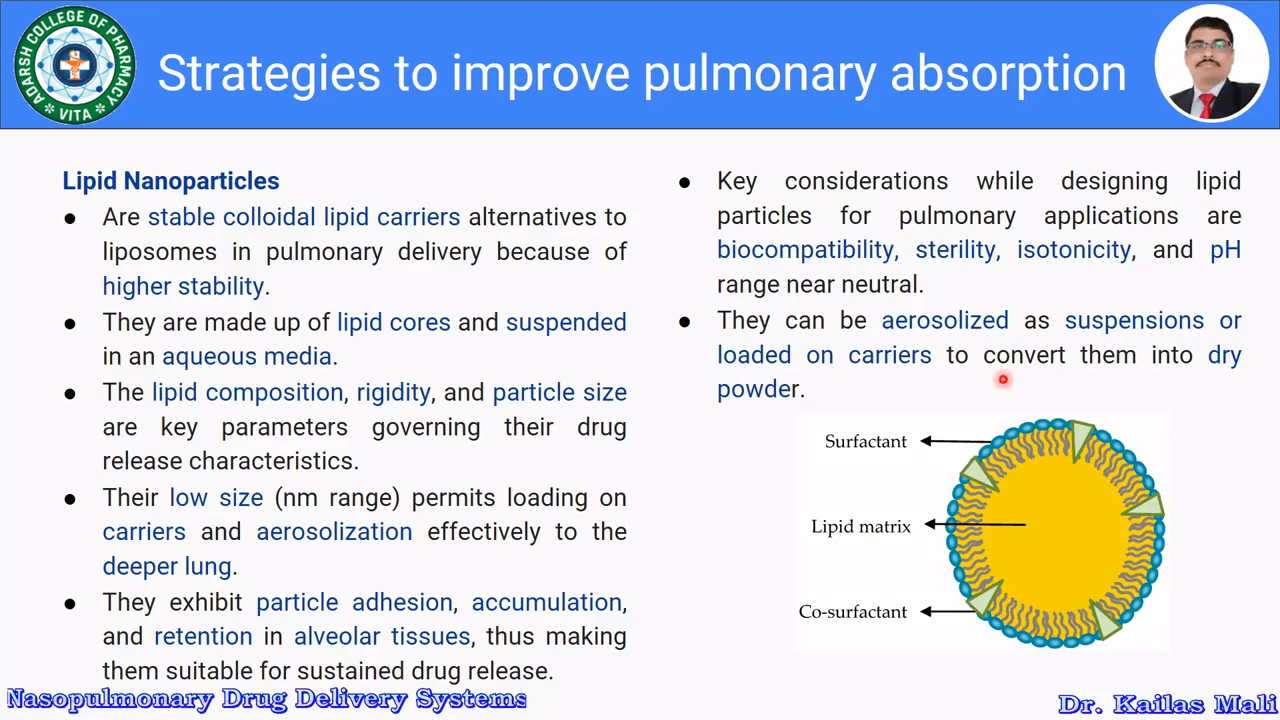 ADARSH COLLEGE OF PHARMACY
VITA
Strategies to improve pulmonary absorption
Lipid Nanoparticles
● Are stable colloidal lipid carriers alternatives to
liposomes in pulmonary delivery because of
higher stability.
● They are made up of lipid cores and suspended
in an aqueous media.
● The lipid composition, rigidity, and particle size
are key parameters governing their drug
release characteristics.
● Their low size (nm range) permits loading on
carriers and aerosolization effectively to the
deeper lung.
● They exhibit particle adhesion, accumulation,
and retention in alveolar tissues, thus making
them suitable for sustained drug release.
● Key considerations while designing lipid
particles for pulmonary applications are
biocompatibility, sterility, isotonicity, and pH
range near neutral.
● They can be aerosolized as suspensions or
loaded on carriers to convert them into dry
powder.
Surfactant
Lipid matrix
Co-surfactant
Nasopulmonary Drug Delivery Systems
Dr. Kailas Mali